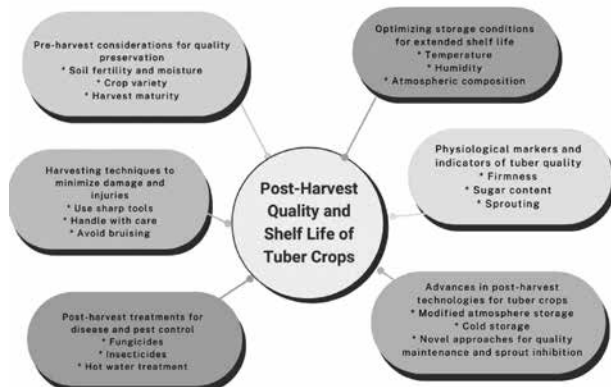 Pre-harvest considerations for quality
preservation
* Soil fertility and moisture
* Crop variety
* Harvest maturity
Optimizing storage conditions
for extended shelf life
* Temperature
* Humidity
* Atmospheric composition
Harvesting techniques to
minimize damage and
injuries
* Use sharp tools
* Handle with care
* Avoid bruising
Post-Harvest
Quality and
Shelf Life of
Tuber Crops
Physiological markers and
indicators of tuber quality
* Firmness
* Sugar content
* Sprouting
Post-harvest treatments for
disease and pest control
* Fungicides
* Insecticides
* Hot water treatment
Advances in post-harvest
technologies for tuber crops
* Modified atmosphere storage
* Cold storage
* Novel approaches for quality
maintenance and sprout inhibition